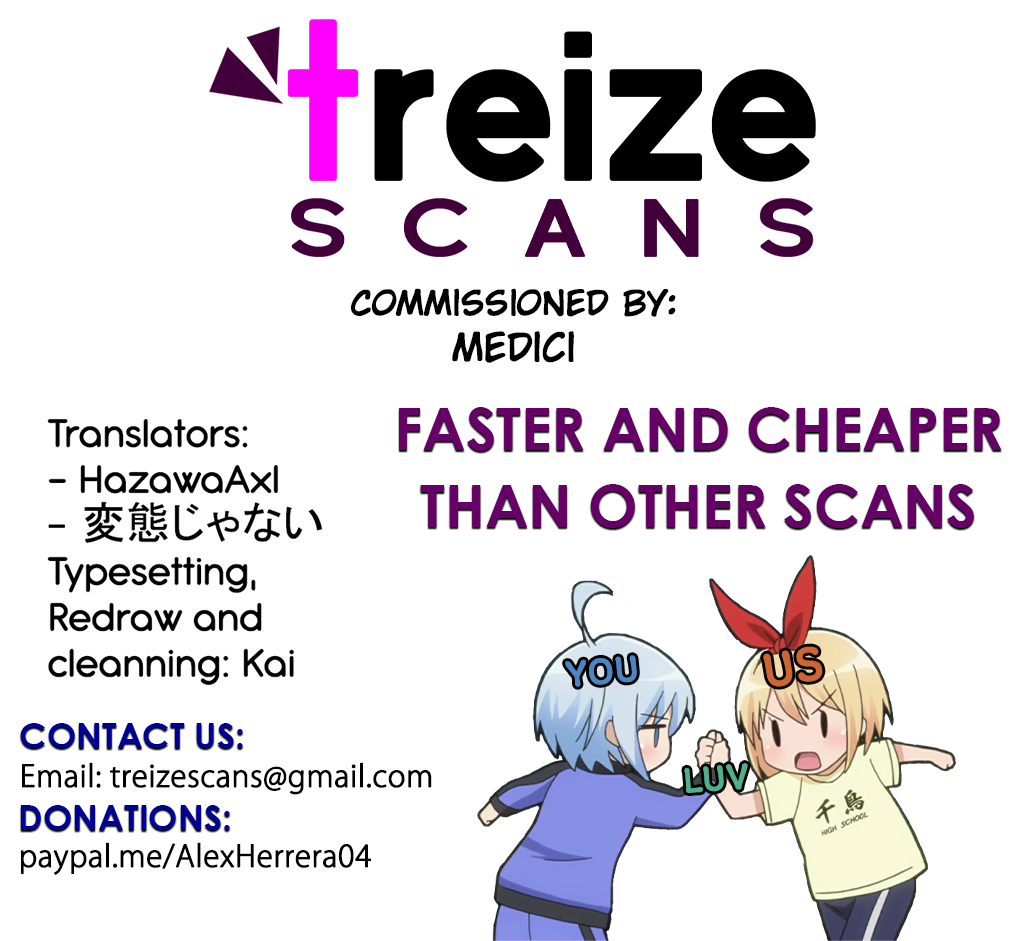 treize
SCANS
COMMISSIONED BY:
MEDICI
FASTER AND CHEAPER
THAN OTHER SCANS
Translators:
- HazawaAxl
- 変態じゃない
Typesetting,
Redraw and
cleanning: Kai
CONTACT US:
Email: treizescans@gmail.com
DONATIONS:
paypal.me/AlexHerrera04
YOU
US
LUV
千鳥
HIGH SCHOOL